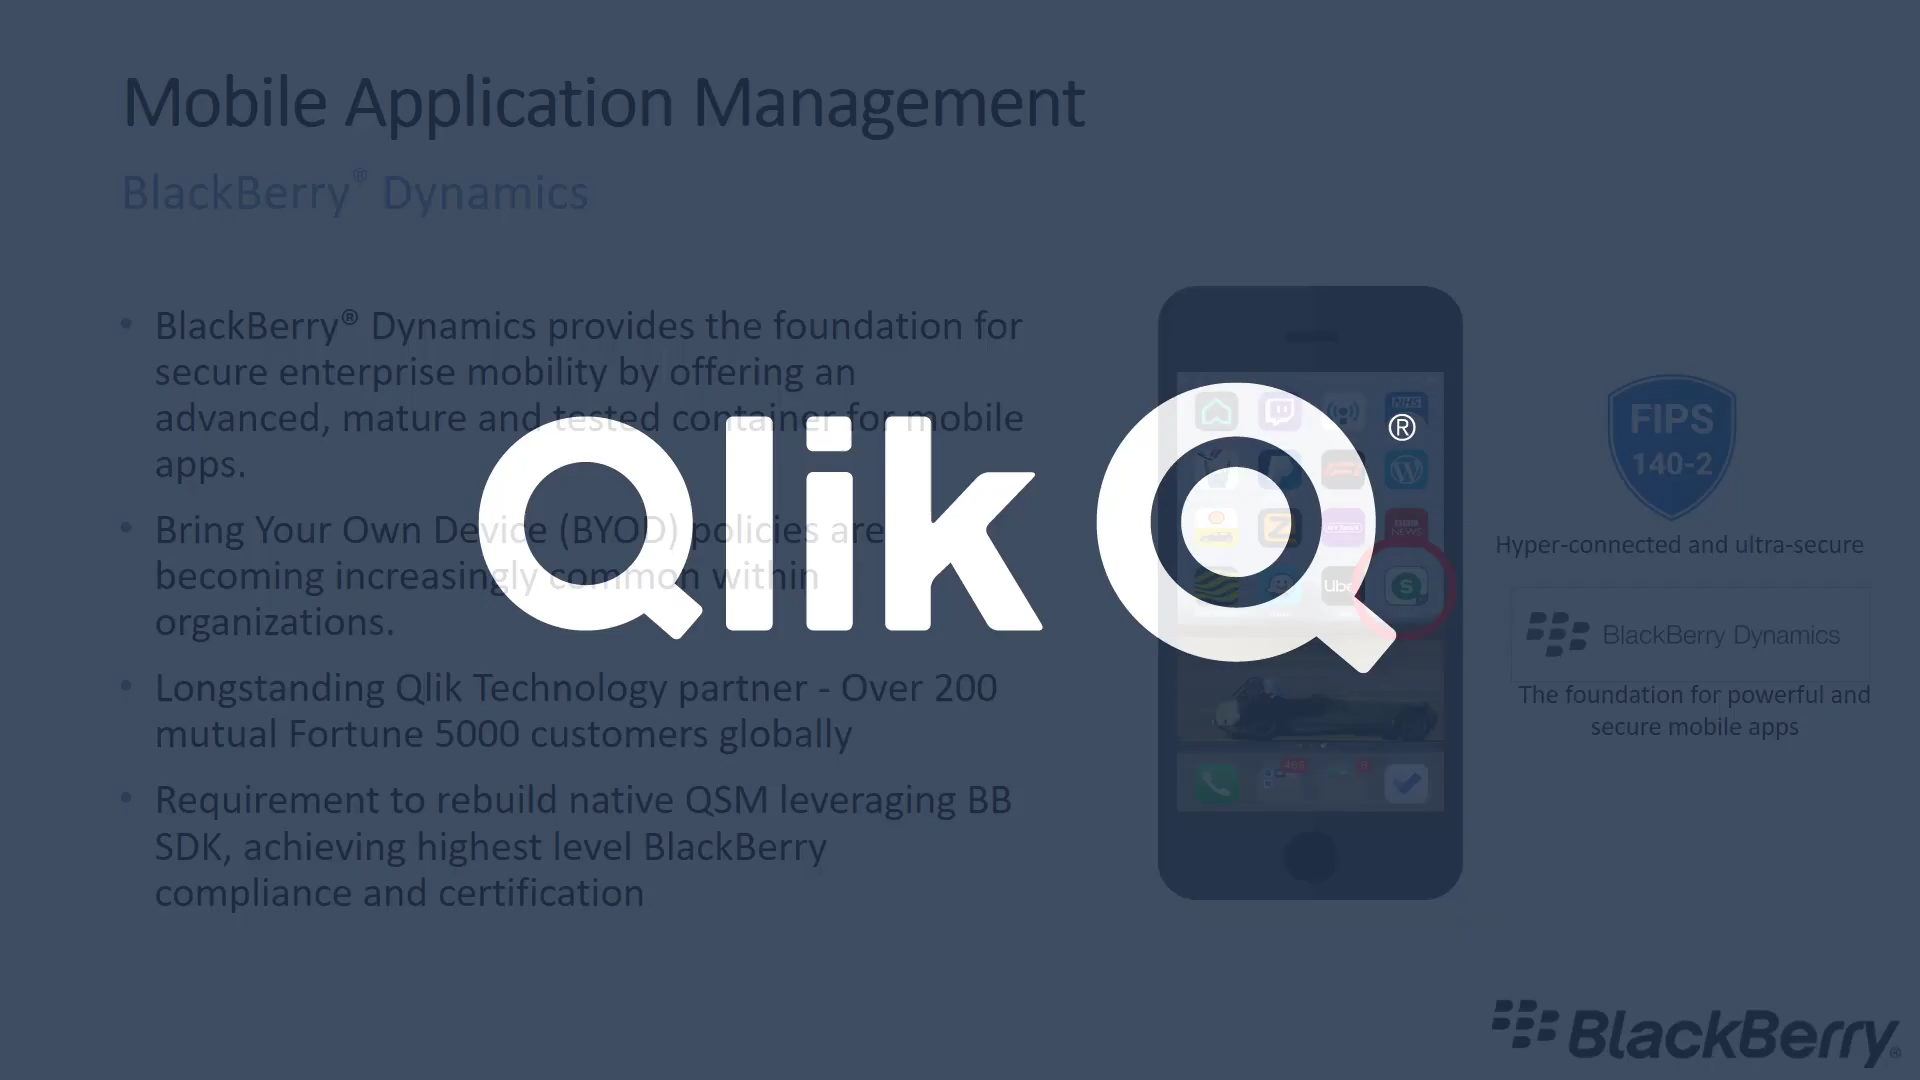 Mobile Application Management
BlackBerry® Dynamics
• BlackBerry® Dynamics provides the foundation for
secure enterprise mobility by offering an
advanced, mature and tested container for mobile
apps.
• Bring Your Own Device (BYOD) policies are
becoming increasingly common within
organizations.
• Longstanding Qlik Technology partner - Over 200
mutual Fortune 5000 customers globally
• Requirement to rebuild native QSM leveraging BB
SDK, achieving highest level BlackBerry
compliance and certification
Qlik Q®
NHS
BBC
NEWS
Uber
S
FIPS
140-2
Hyper-connected and ultra-secure
BlackBerry Dynamics
The foundation for powerful and
secure mobile apps
BlackBerry®